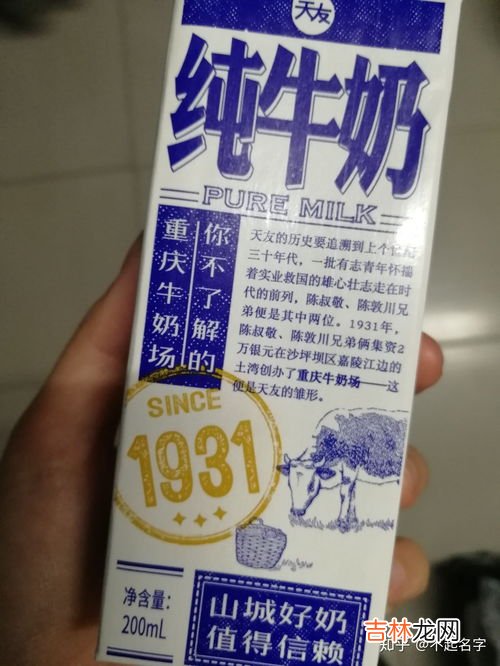 天友
纯牛奶
PURE MILK
你不了解的
重庆牛奶场
天友的历史要追溯到上个世纪
三十年代，一批有志青年怀揣
着实业救国的雄心壮志走在时
代的前列，陈叔敬、陈敦川兄
弟便是其中两位。1931年，
陈叔敬、陈敦川兄弟俩集资2
万银元在沙坪坝区嘉陵江边的
土湾创办了重庆牛奶场——这
便是天友的雏形。
SINCE
1931
净含量：
200mL
山城好奶
值得信赖
知乎 @不起名字
吉林龙网